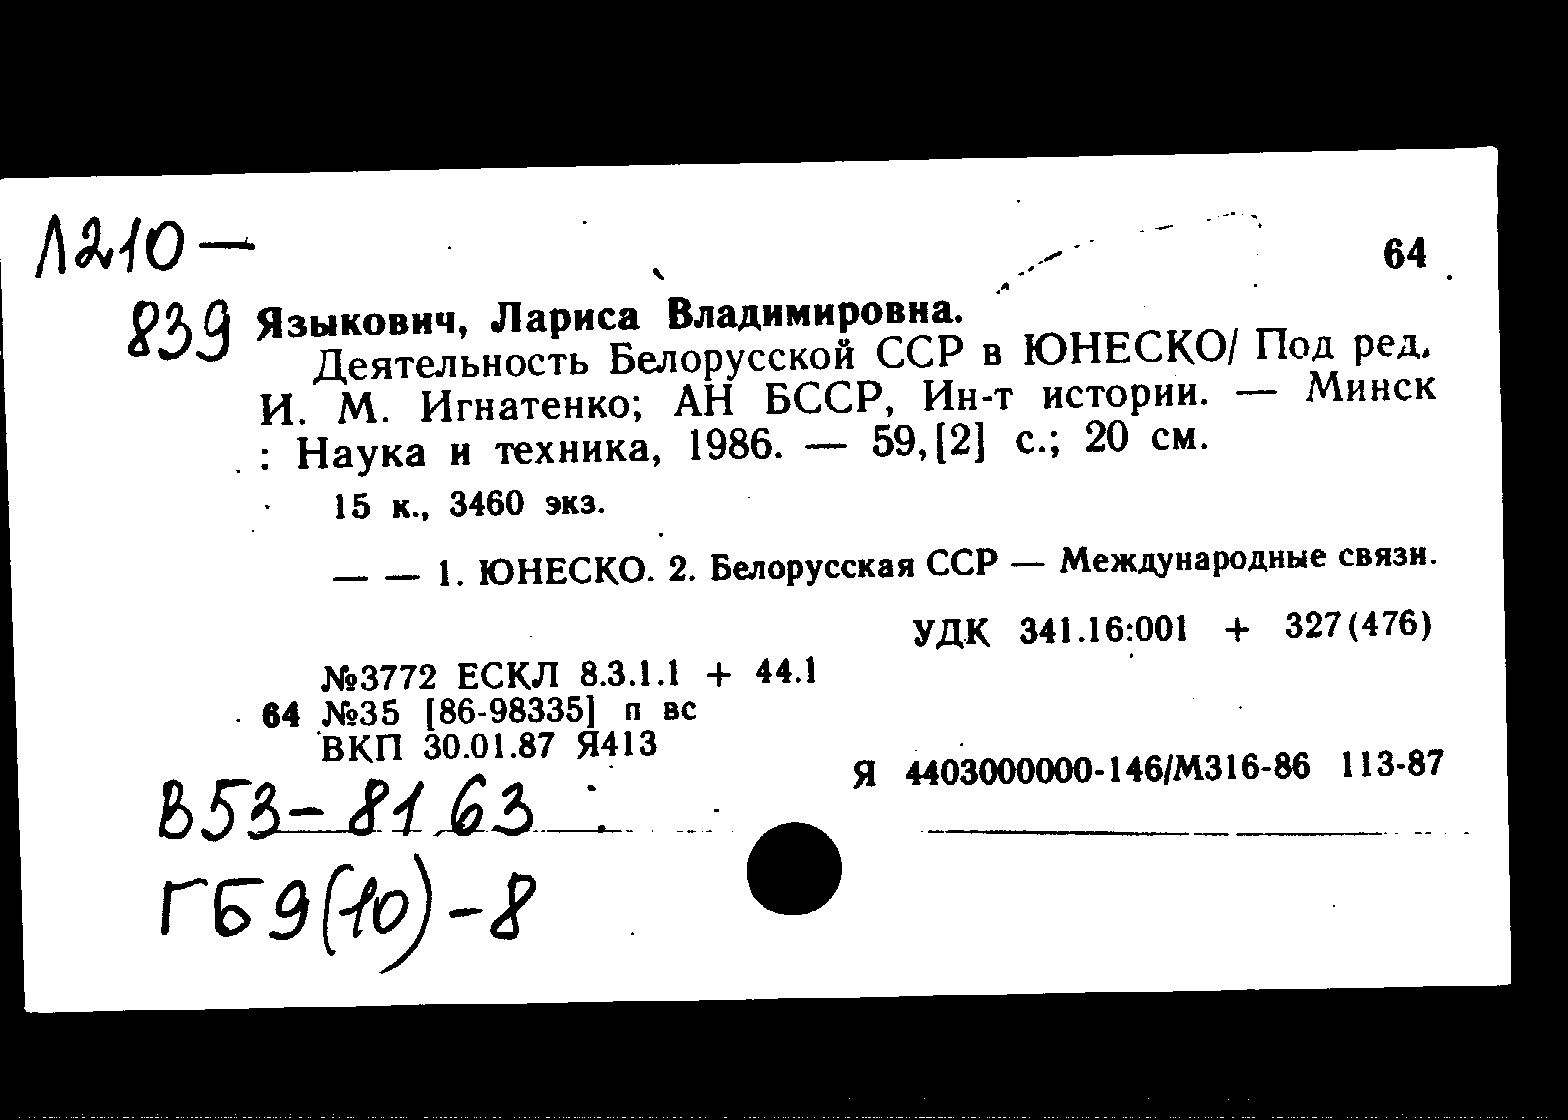 Л210—
64
839
Языкович, Лариса Владимировна.
Деятельность Белорусской ССР в ЮНЕСКО/ Под ред.
И. М. Игнатенко; АН БССР, Ин-т истории. — Минск
: Наука и техника, 1986. — 59,[2] с.; 20 см.
15 к., 3460 экз.
— — 1. ЮНЕСКО. 2. Белорусская ССР — Международные связи.
УДК 341.16:001 + 327(476)
№3772 ЕСКЛ 8.3.1.1 + 44.1
64 №35 [86-98335] п вс
ВКП 30.01.87 Я413
Я 4403000000-146/М316-86 113-87
В53-8163
ГБ9(10)-8